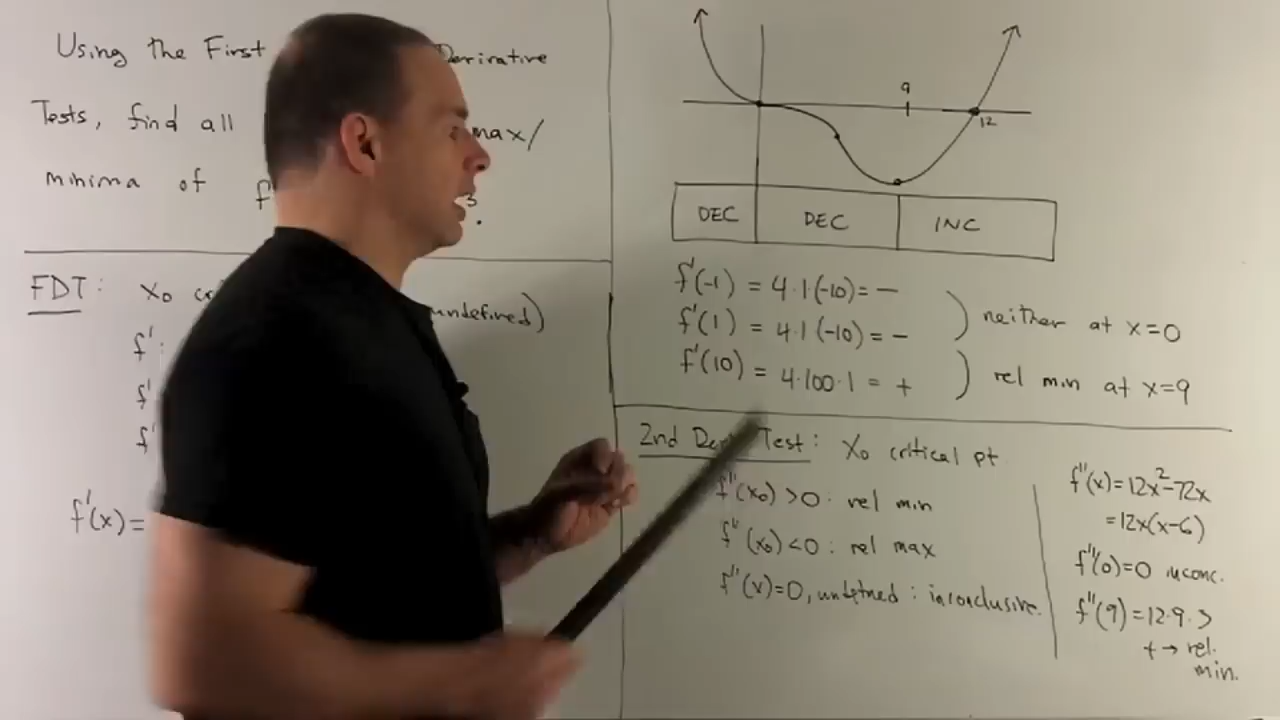 Using the First Derivative
Tests, find all max/
minima of f 3.
FDT: x₀ cr undefined)
f':
f'
f'
f'(x)=
9
12
DEC DEC INC
f'(-1) = 4·1(-10)= −
f'(1) = 4·1(-10)= −
) neither at x=0
f'(10) = 4·100·1 = +
) rel min at x=9
2nd Test: x₀ critical pt
f''(x₀) >0 : rel min
f''(x₀) <0 : rel max
f''(x)=0, undefined : inconclusive.
f''(x)=12x²-72x
=12x(x-6)
f''(0)=0 inconc.
f''(9)=12·9·3
+ → rel.
min.